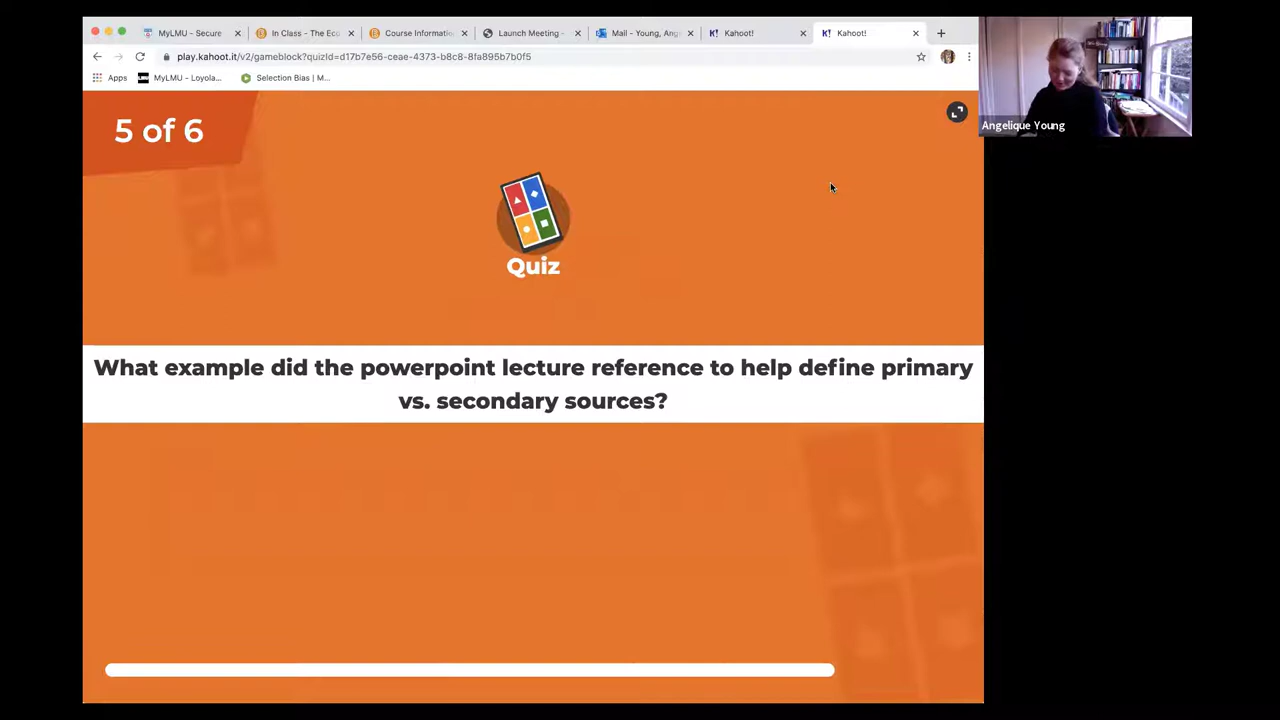 MyLMU - Secure
In Class - The Eco
Course Informatio
Launch Meeting -
Mail - Young, Ang
Kahoot!
Kahoot!
play.kahoot.it/v2/gameblock?quizId=d17b7e56-ceae-4373-b8c8-8fa895b7b0f5
Apps
MyLMU - Loyola...
Selection Bias | M...
5 of 6
Quiz
What example did the powerpoint lecture reference to help define primary
vs. secondary sources?
Angelique Young